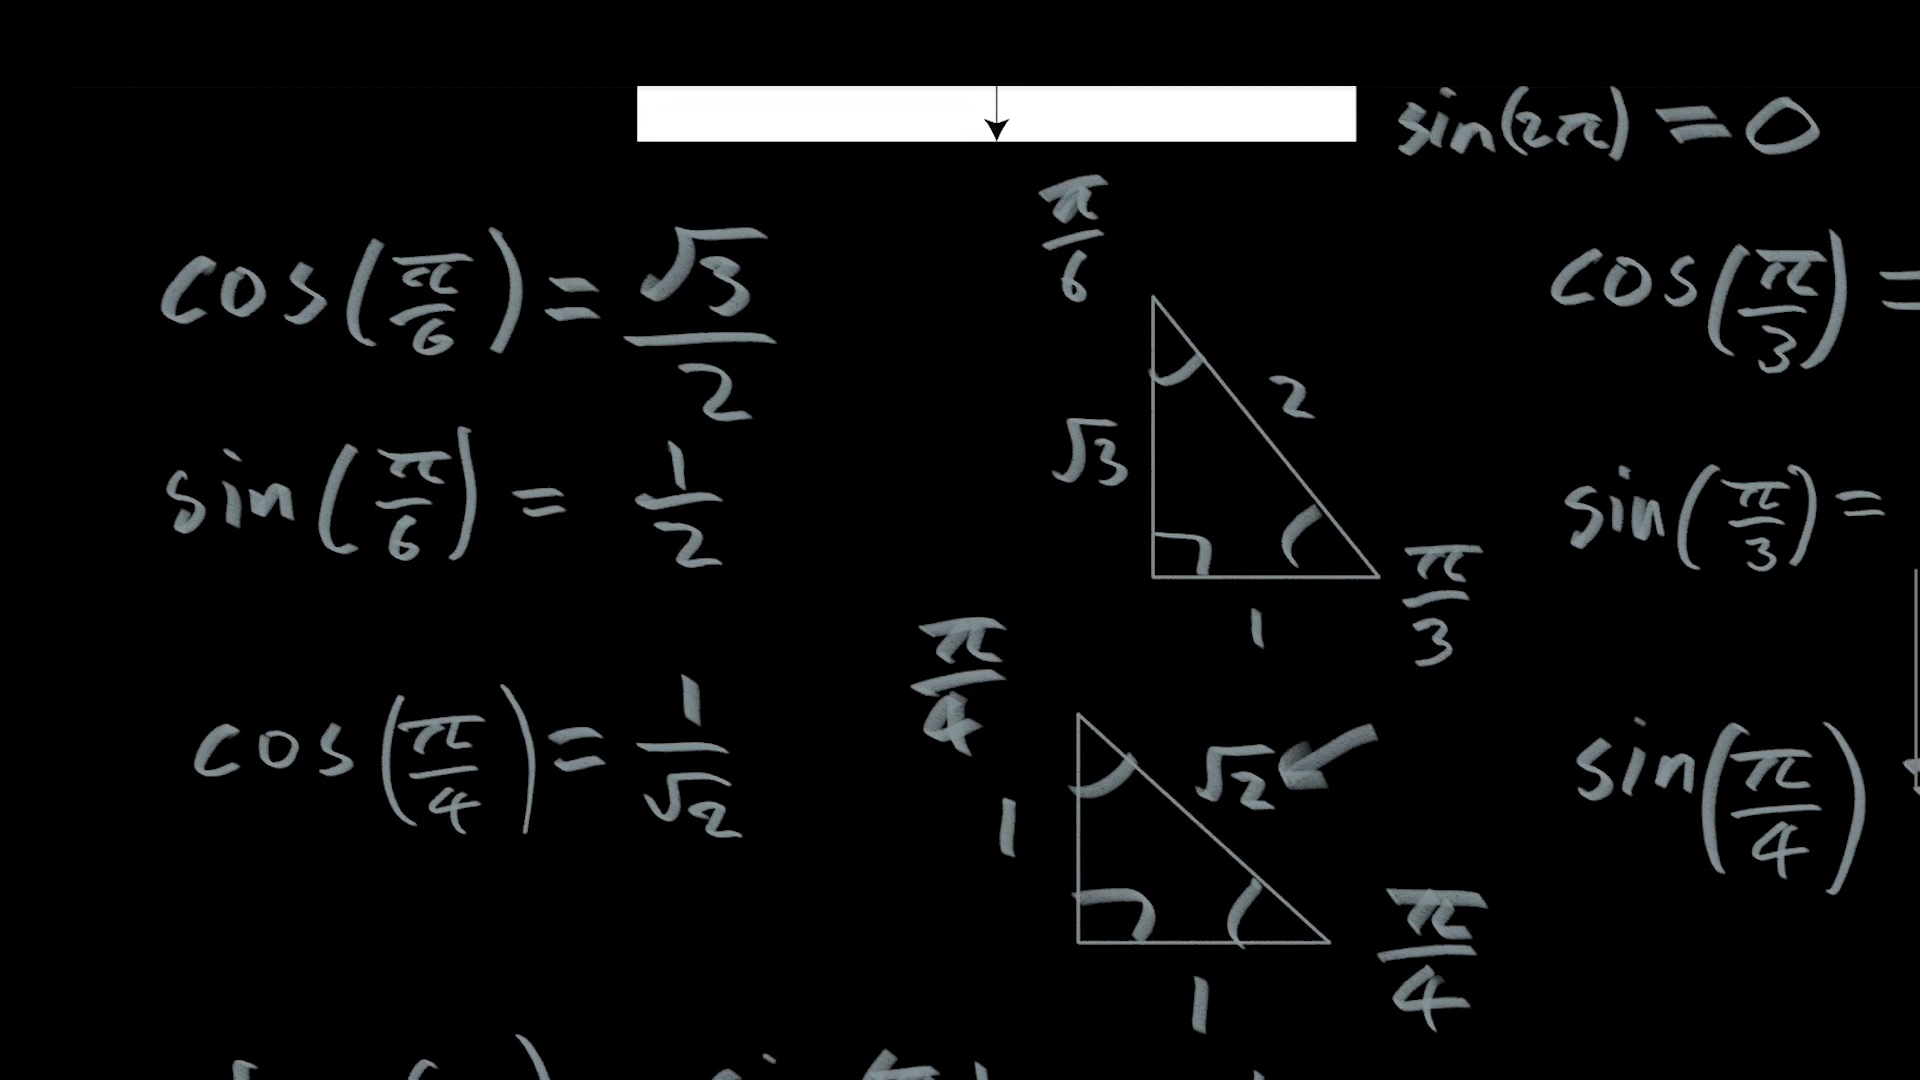 sin(2π) = 0
cos(π/6) = √3/2
π/6
cos(π/3) =
√3
2
sin(π/6) = 1/2
sin(π/3) =
π/3
1
π/4
cos(π/4) = 1/√2
√2
sin(π/4)
1
π/4
1